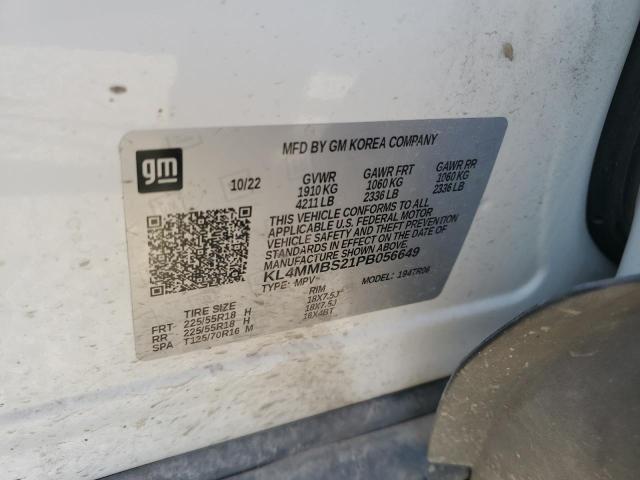 MFD BY GM KOREA COMPANY
gm
10/22 GVWR GAWR FRT GAWR RR
1910 KG 1060 KG 1060 KG
4211 LB 2336 LB 2336 LB
THIS VEHICLE CONFORMS TO ALL
APPLICABLE U.S. FEDERAL MOTOR
VEHICLE SAFETY AND THEFT PREVENTION
STANDARDS IN EFFECT ON THE DATE OF
MANUFACTURE SHOWN ABOVE.
KL4MMBS21PB056649
TYPE: MPV MODEL: 194TR06
TIRE SIZE RIM
FRT 225/55R18 H 18X7.5J
RR 225/55R18 H 18X7.5J
SPA T125/70R16 M 16X4BT